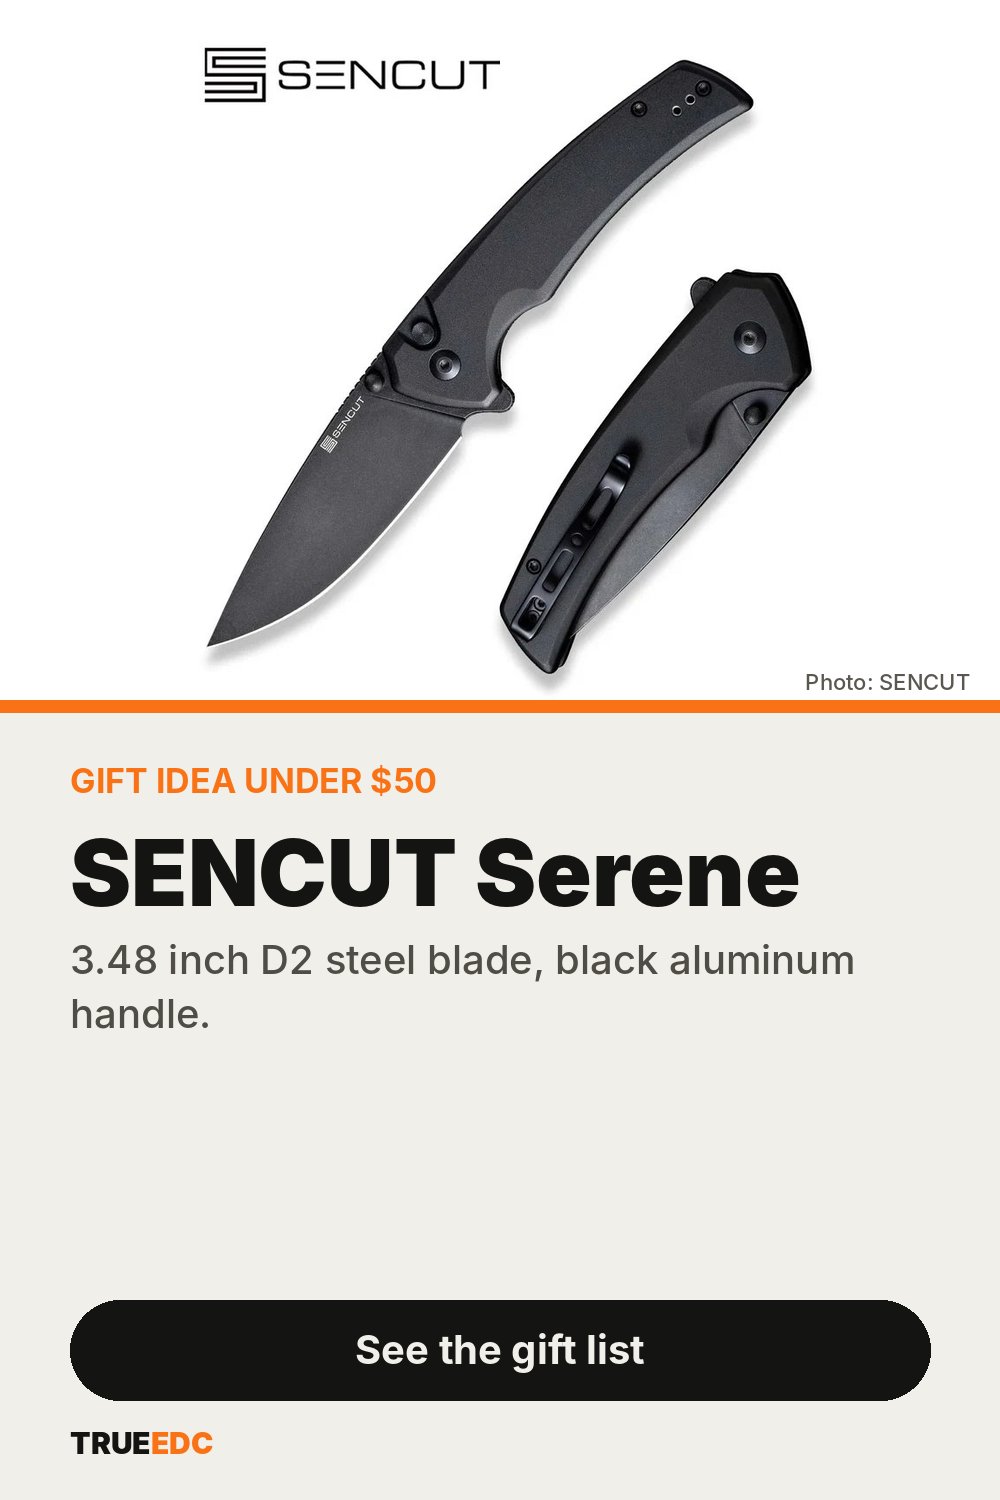 SENCUT
SENCUT
Photo: SENCUT
GIFT IDEA UNDER $50
SENCUT Serene
3.48 inch D2 steel blade, black aluminum
handle.
See the gift list
TRUEEDC